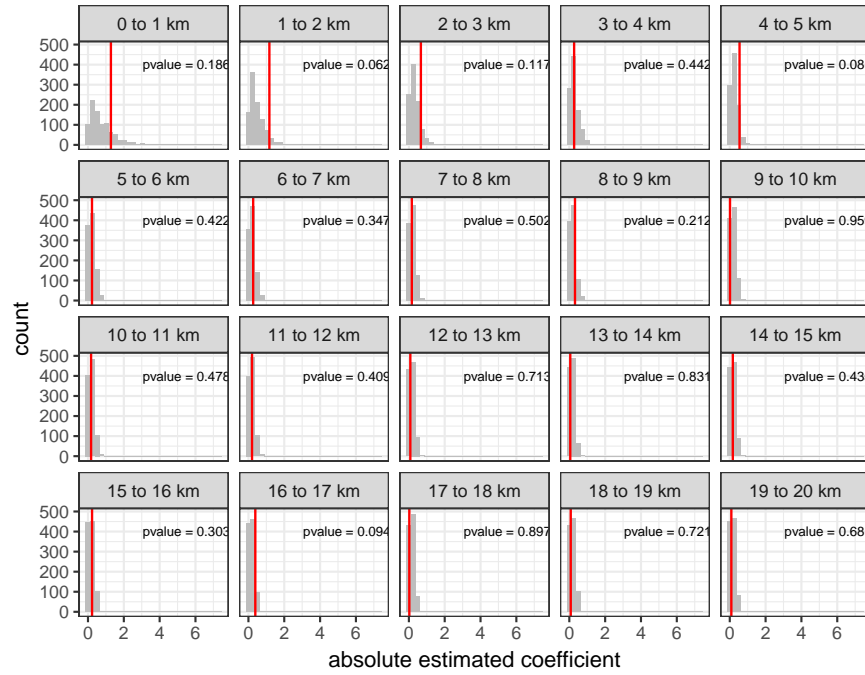 0 to 1 km 1 to 2 km 2 to 3 km 3 to 4 km 4 to 5 km
500 400 300 200 100 0
pvalue = 0.186 pvalue = 0.062 pvalue = 0.117 pvalue = 0.442 pvalue = 0.08
5 to 6 km 6 to 7 km 7 to 8 km 8 to 9 km 9 to 10 km
500 400 300 200 100 0
pvalue = 0.422 pvalue = 0.347 pvalue = 0.502 pvalue = 0.212 pvalue = 0.95
count
10 to 11 km 11 to 12 km 12 to 13 km 13 to 14 km 14 to 15 km
500 400 300 200 100 0
pvalue = 0.478 pvalue = 0.409 pvalue = 0.713 pvalue = 0.831 pvalue = 0.43
15 to 16 km 16 to 17 km 17 to 18 km 18 to 19 km 19 to 20 km
500 400 300 200 100 0
pvalue = 0.303 pvalue = 0.094 pvalue = 0.897 pvalue = 0.721 pvalue = 0.68
0 2 4 6 0 2 4 6 0 2 4 6 0 2 4 6 0 2 4 6
absolute estimated coefficient